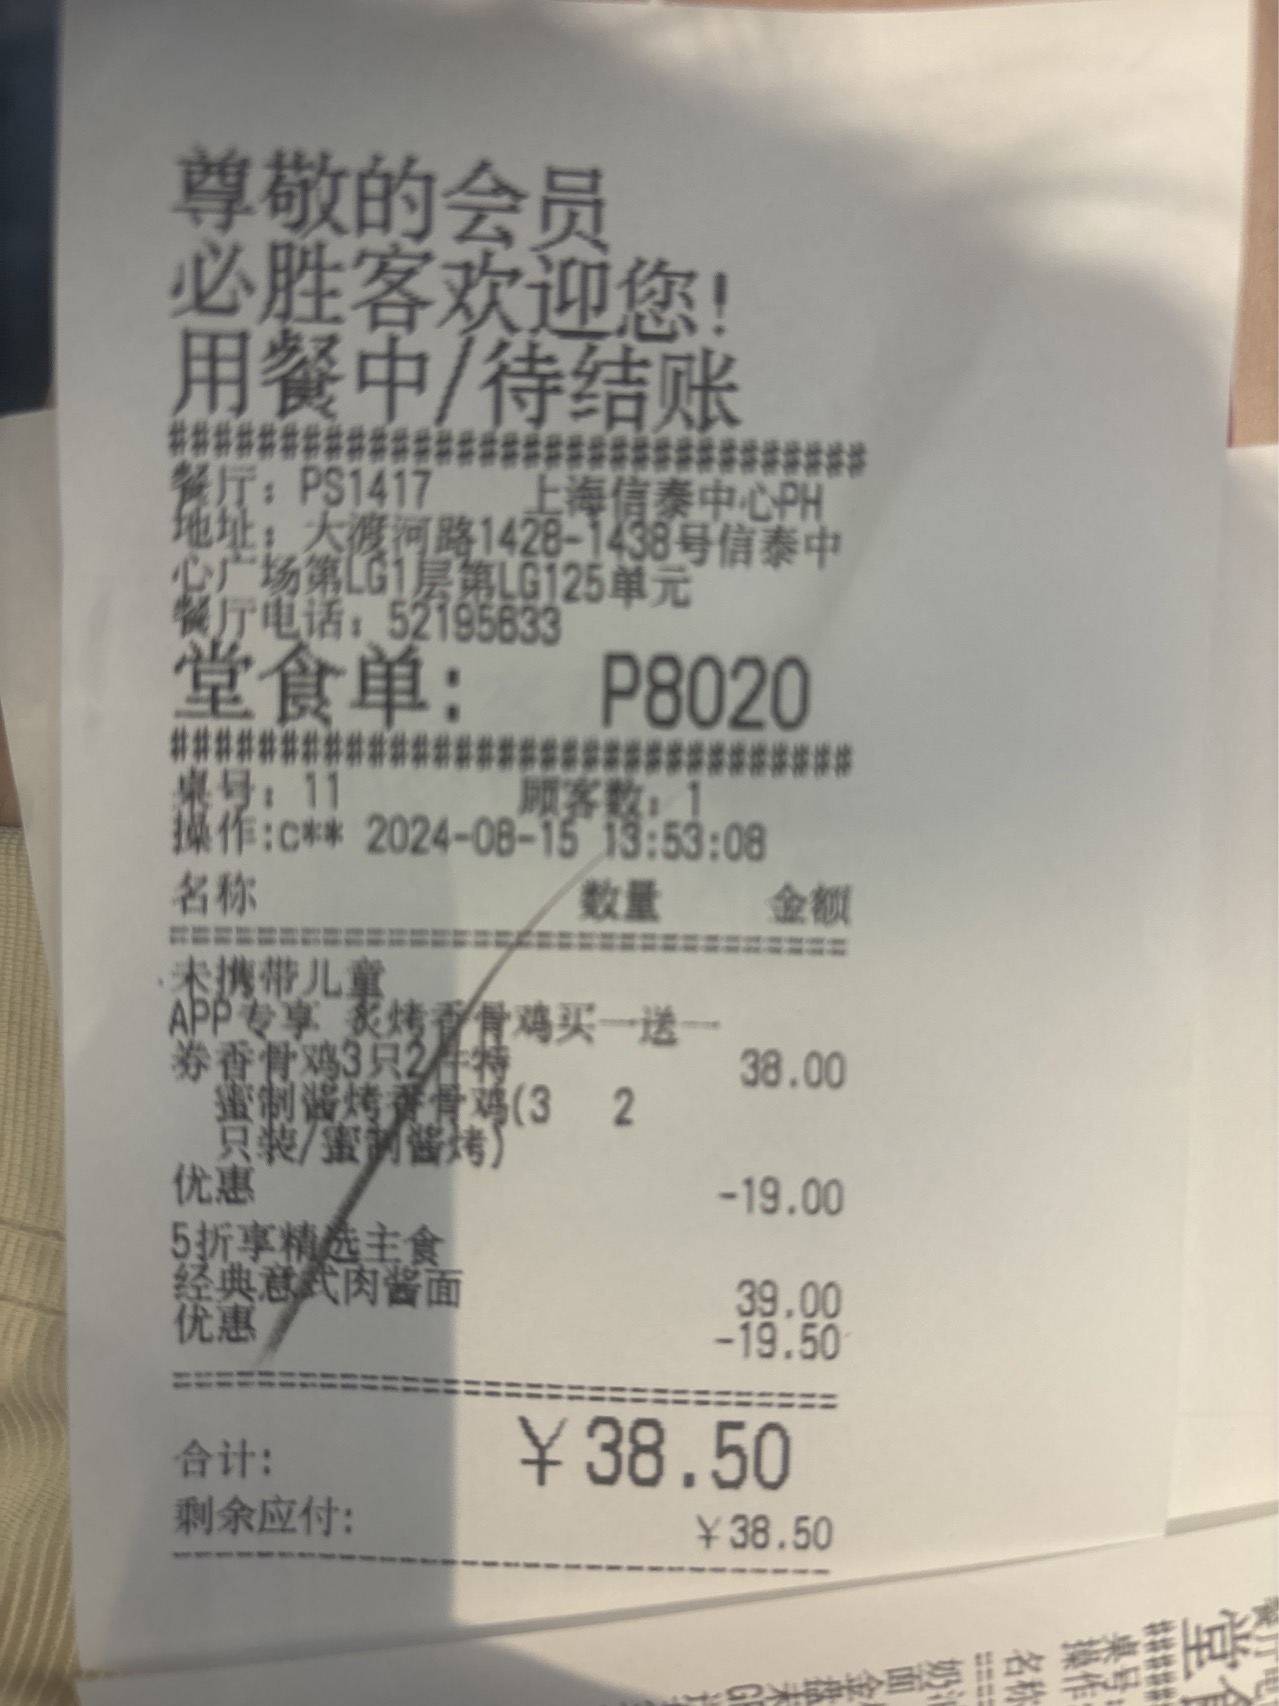 尊敬的会员
必胜客欢迎您!
用餐中/待结账
################################
餐厅: PS1417 上海信泰中心PH
地址: 大渡河路1428-1438号信泰中
心广场第LG1层第LG125单元
餐厅电话: 52195633
堂食单: P8020
################################
桌号: 11 顾客数: 1
操作:c** 2024-08-15 13:53:08
名称 数量 金额
================================
未携带儿童
APP专享 炙烤香骨鸡买一送一
券香骨鸡3只2件特 38.00
蜜制酱烤香骨鸡(3 2
只装/蜜制酱烤)
优惠 -19.00
5折享精选主食
经典意式肉酱面 39.00
优惠 -19.50
================================
合计: ¥38.50
剩余应付: ¥38.50
--------------------------------
堂
桌号:
操作
名称